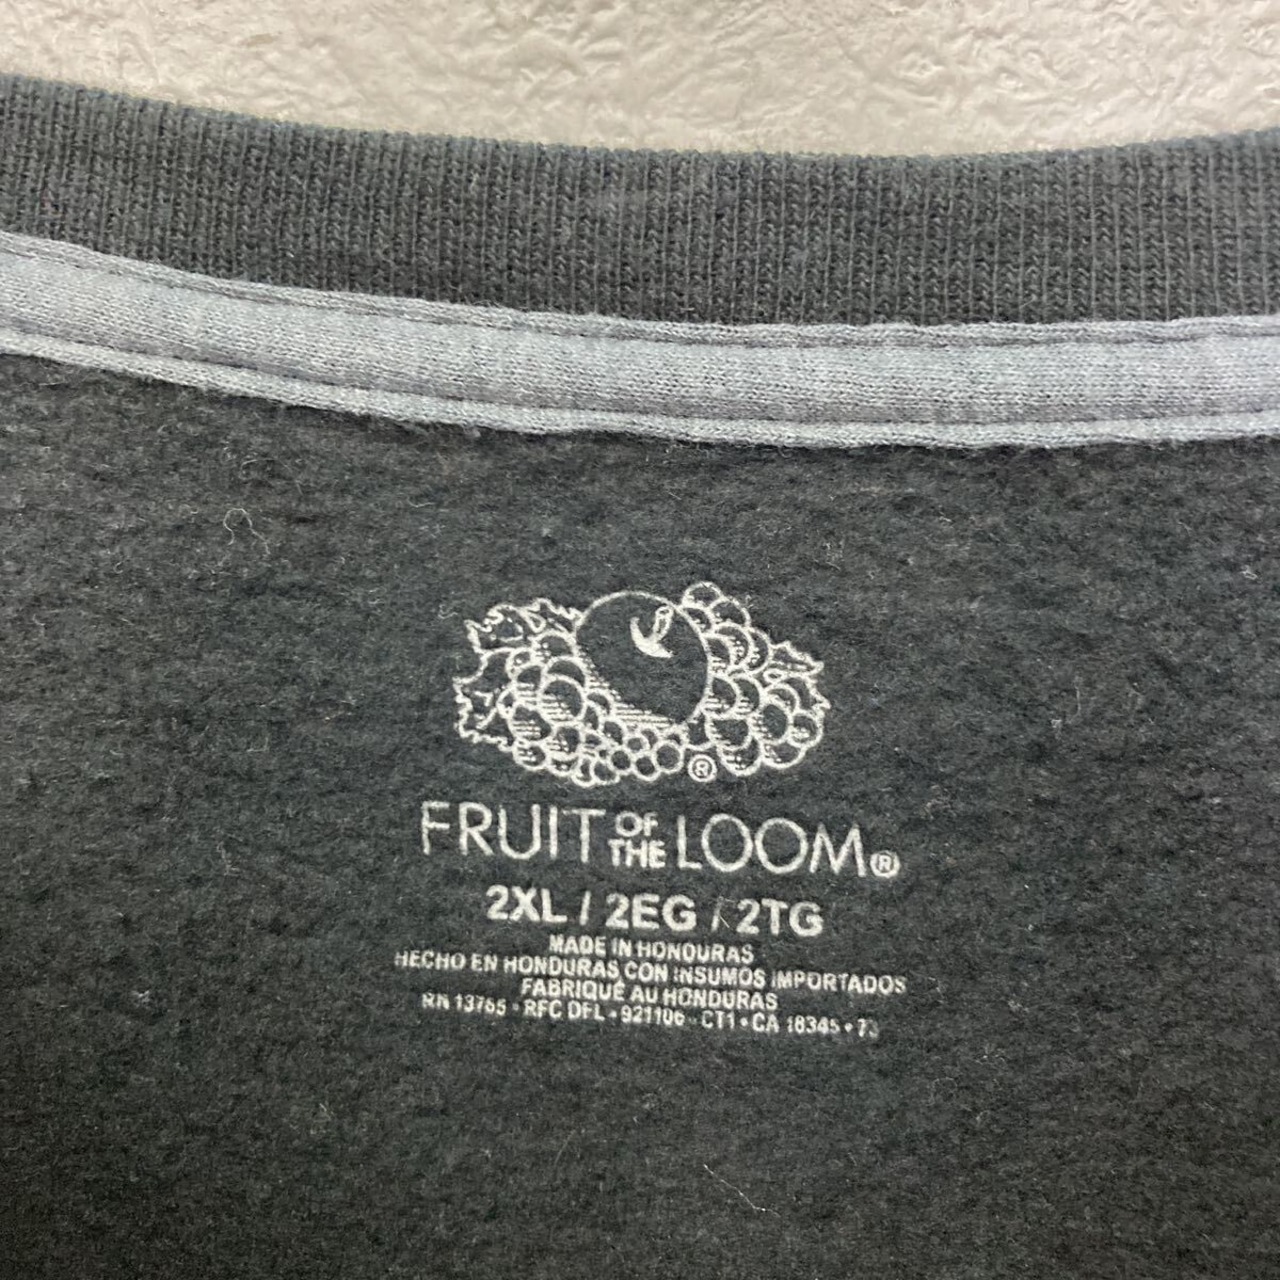 ®
FRUIT OF THE LOOM®
2XL / 2EG / 2TG
MADE IN HONDURAS
HECHO EN HONDURAS CON INSUMOS IMPORTADOS
FABRIQUÉ AU HONDURAS
RN 13765 • RFC DFL - 921106 - CT1 • CA 18345 • 73